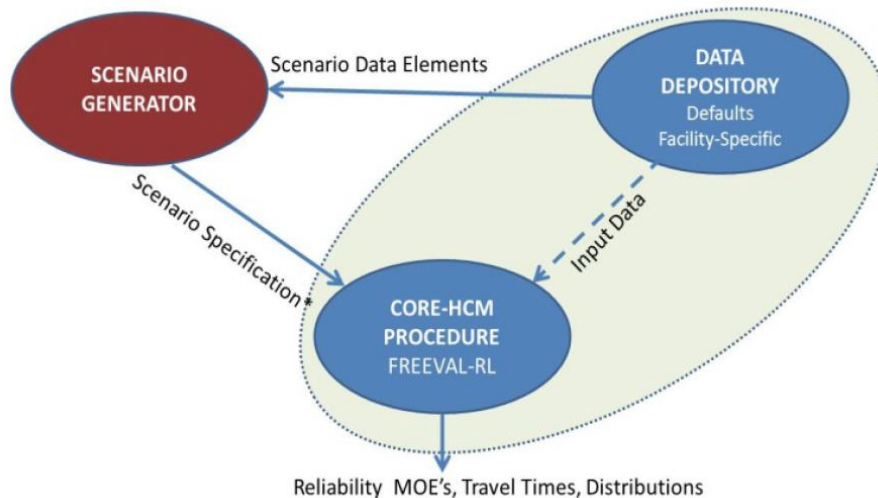 SCENARIO
GENERATOR
Scenario Data Elements
DATA
DEPOSITORY
Defaults
Facility-Specific
Scenario Specification*
Input Data
CORE-HCM
PROCEDURE
FREEVAL-RL
Reliability MOE's, Travel Times, Distributions